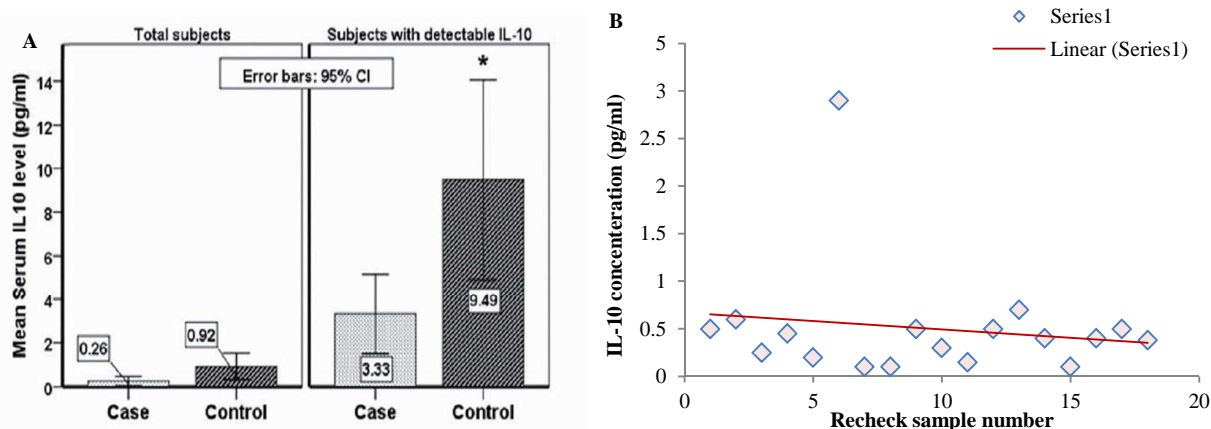 A
Total subjects
Subjects with detectable IL-10
Error bars: 95% CI
*
Mean Serum IL10 level (pg/ml)
14
12
10
8
6
4
2
0
0.26
0.92
3.33
9.49
Case
Control
Case
Control
B
Series1
Linear (Series1)
IL-10 concenteration (pg/ml)
5
3
2.5
2
1.5
1
0.5
0
0
5
10
15
20
Recheck sample number